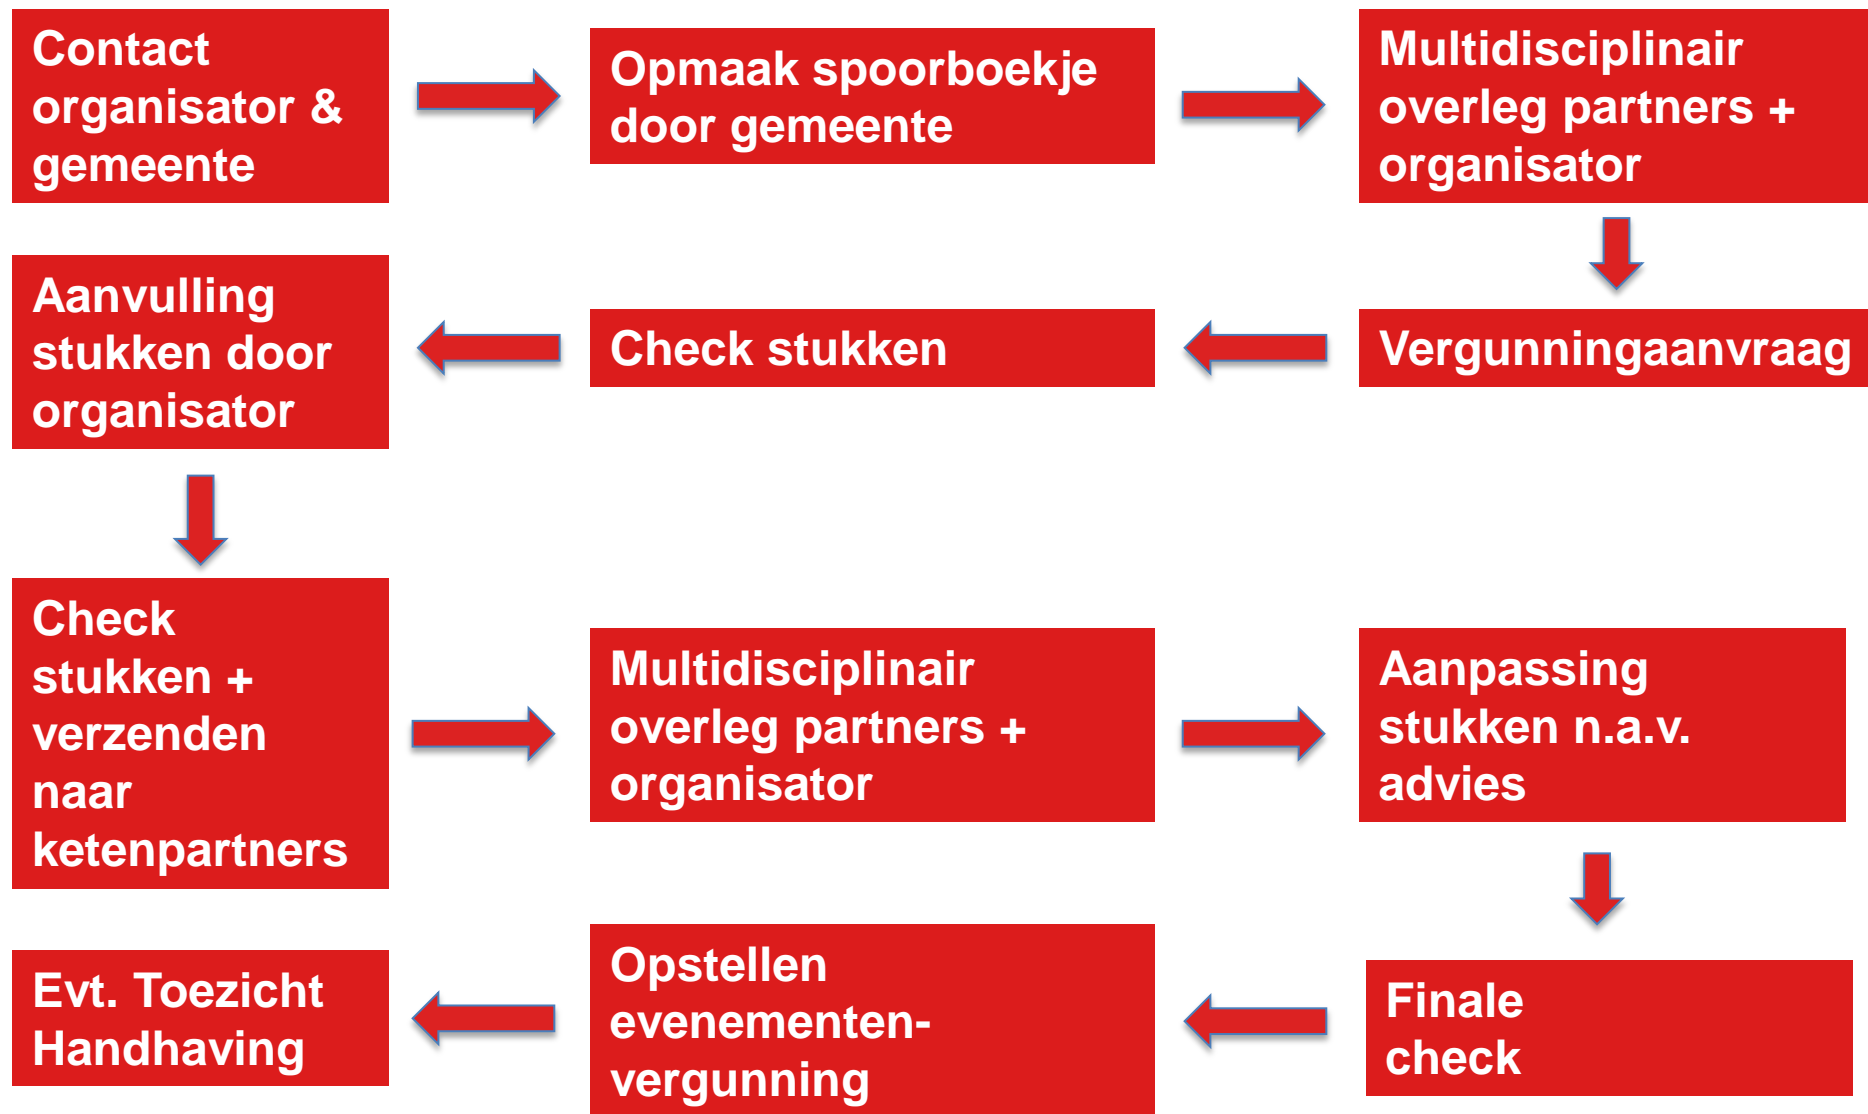 Contact
organisator &
gemeente
Opmaak spoorboekje
door gemeente
Multidisciplinair
overleg partners +
organisator
Vergunningaanvraag
Check stukken
Aanvulling
stukken door
organisator
Check
stukken +
verzenden
naar
ketenpartners
Multidisciplinair
overleg partners +
organisator
Aanpassing
stukken n.a.v.
advies
Finale
check
Opstellen
evenementen-
vergunning
Evt. Toezicht
Handhaving